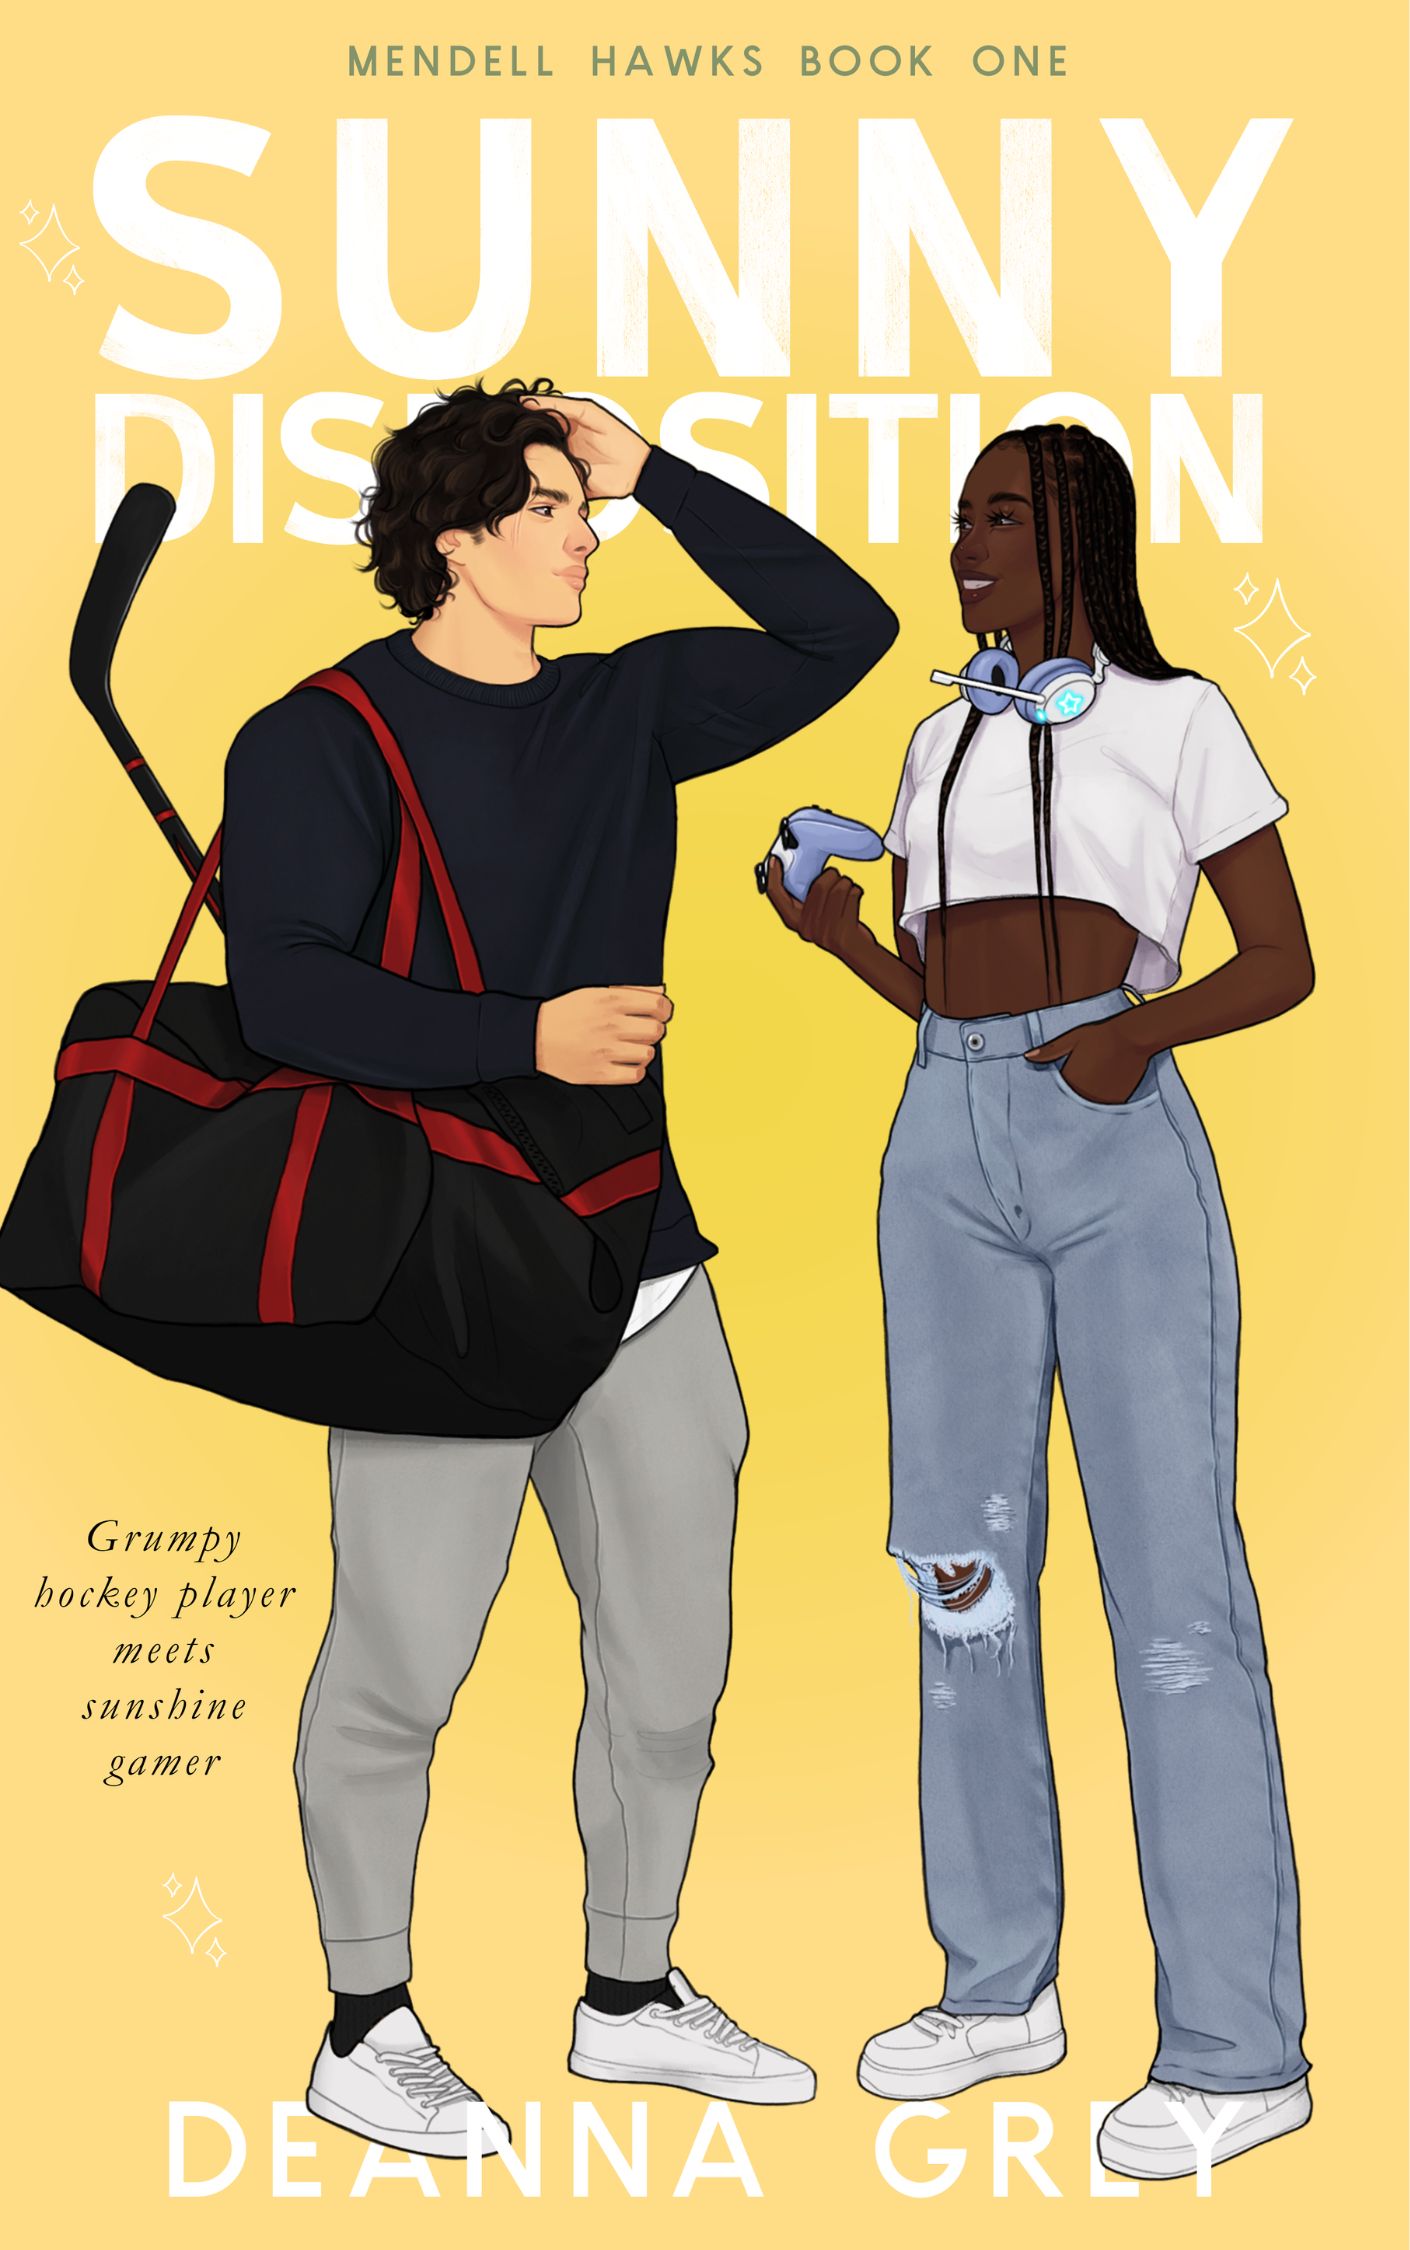 MENDELL HAWKS BOOK ONE
SUNNY
DISPOSITION
Grumpy
hockey player
meets
sunshine
gamer
DEANNA GREY